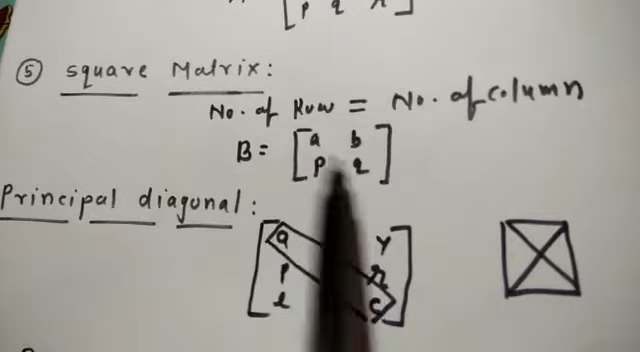 p q r
⑤ Square Matrix:
No. of Row = No. of column
B = [a b
p q]
Principal diagonal:
[a y
p r
l c]